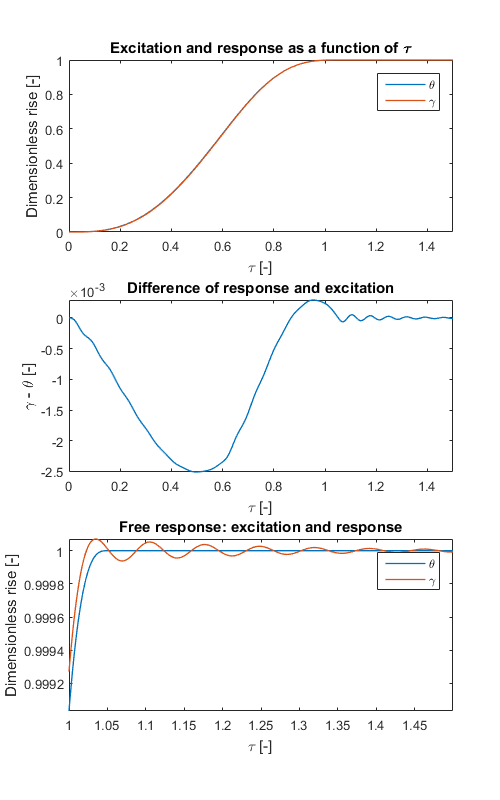 Excitation and response as a function of τ
Dimensionless rise [-]
1
0.8
0.6
0.4
0.2
0
0 0.2 0.4 0.6 0.8 1 1.2 1.4
τ [-]
θ
γ
×10⁻³
Difference of response and excitation
γ - θ [-]
0
-0.5
-1
-1.5
-2
-2.5
0 0.2 0.4 0.6 0.8 1 1.2 1.4
τ [-]
Free response: excitation and response
Dimensionless rise [-]
1
0.9998
0.9996
0.9994
0.9992
1 1.05 1.1 1.15 1.2 1.25 1.3 1.35 1.4 1.45
τ [-]
θ
γ